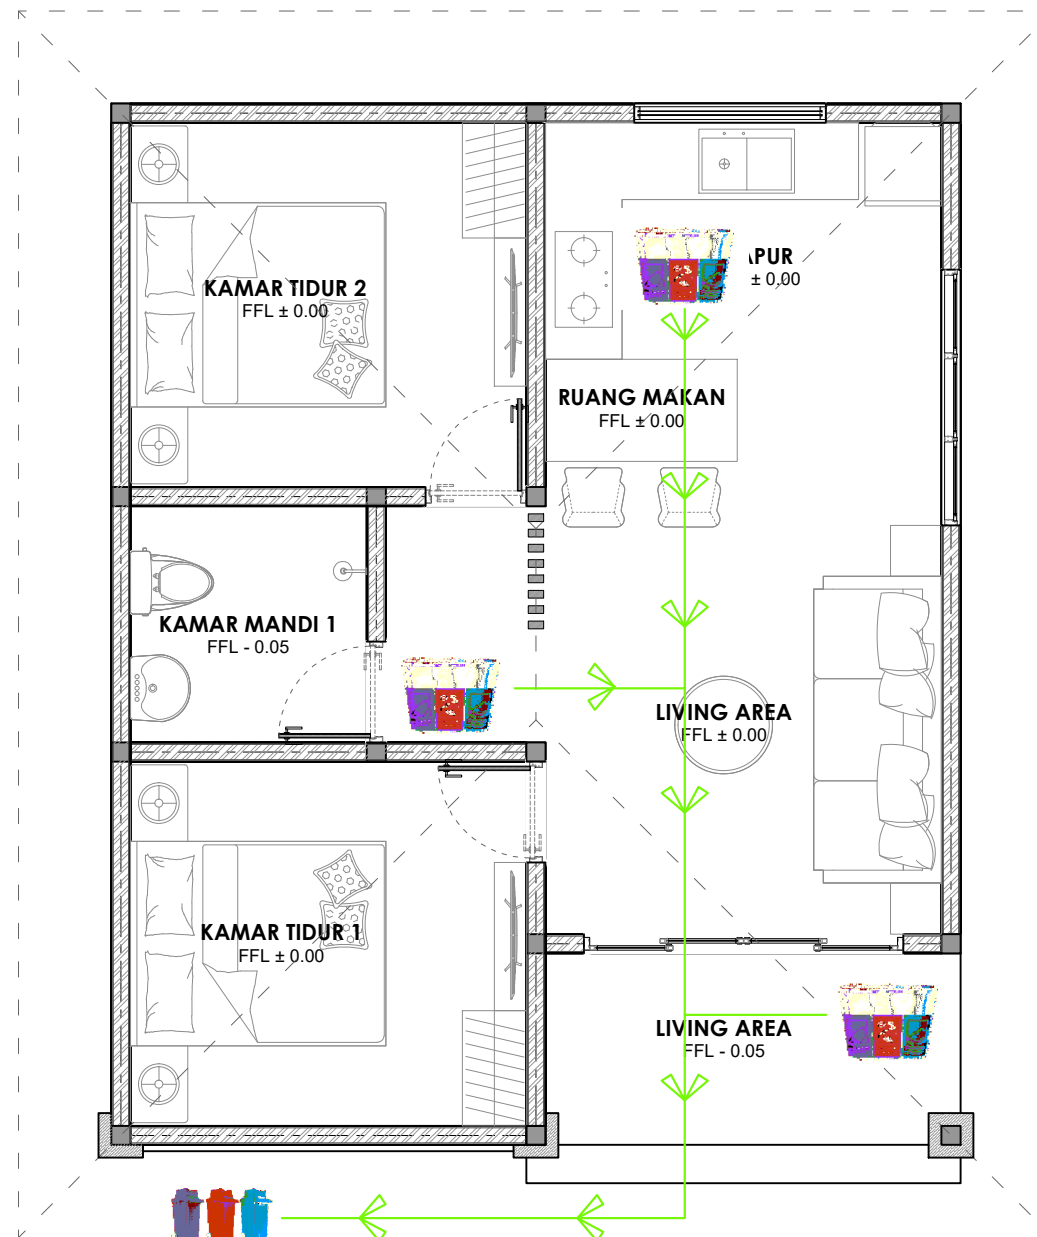 KAMAR TIDUR 2
FFL ± 0.00
APUR
± 0.00
RUANG MAKAN
FFL ± 0.00
KAMAR MANDI 1
FFL - 0.05
LIVING AREA
FFL ± 0.00
KAMAR TIDUR 1
FFL ± 0.00
LIVING AREA
FFL - 0.05